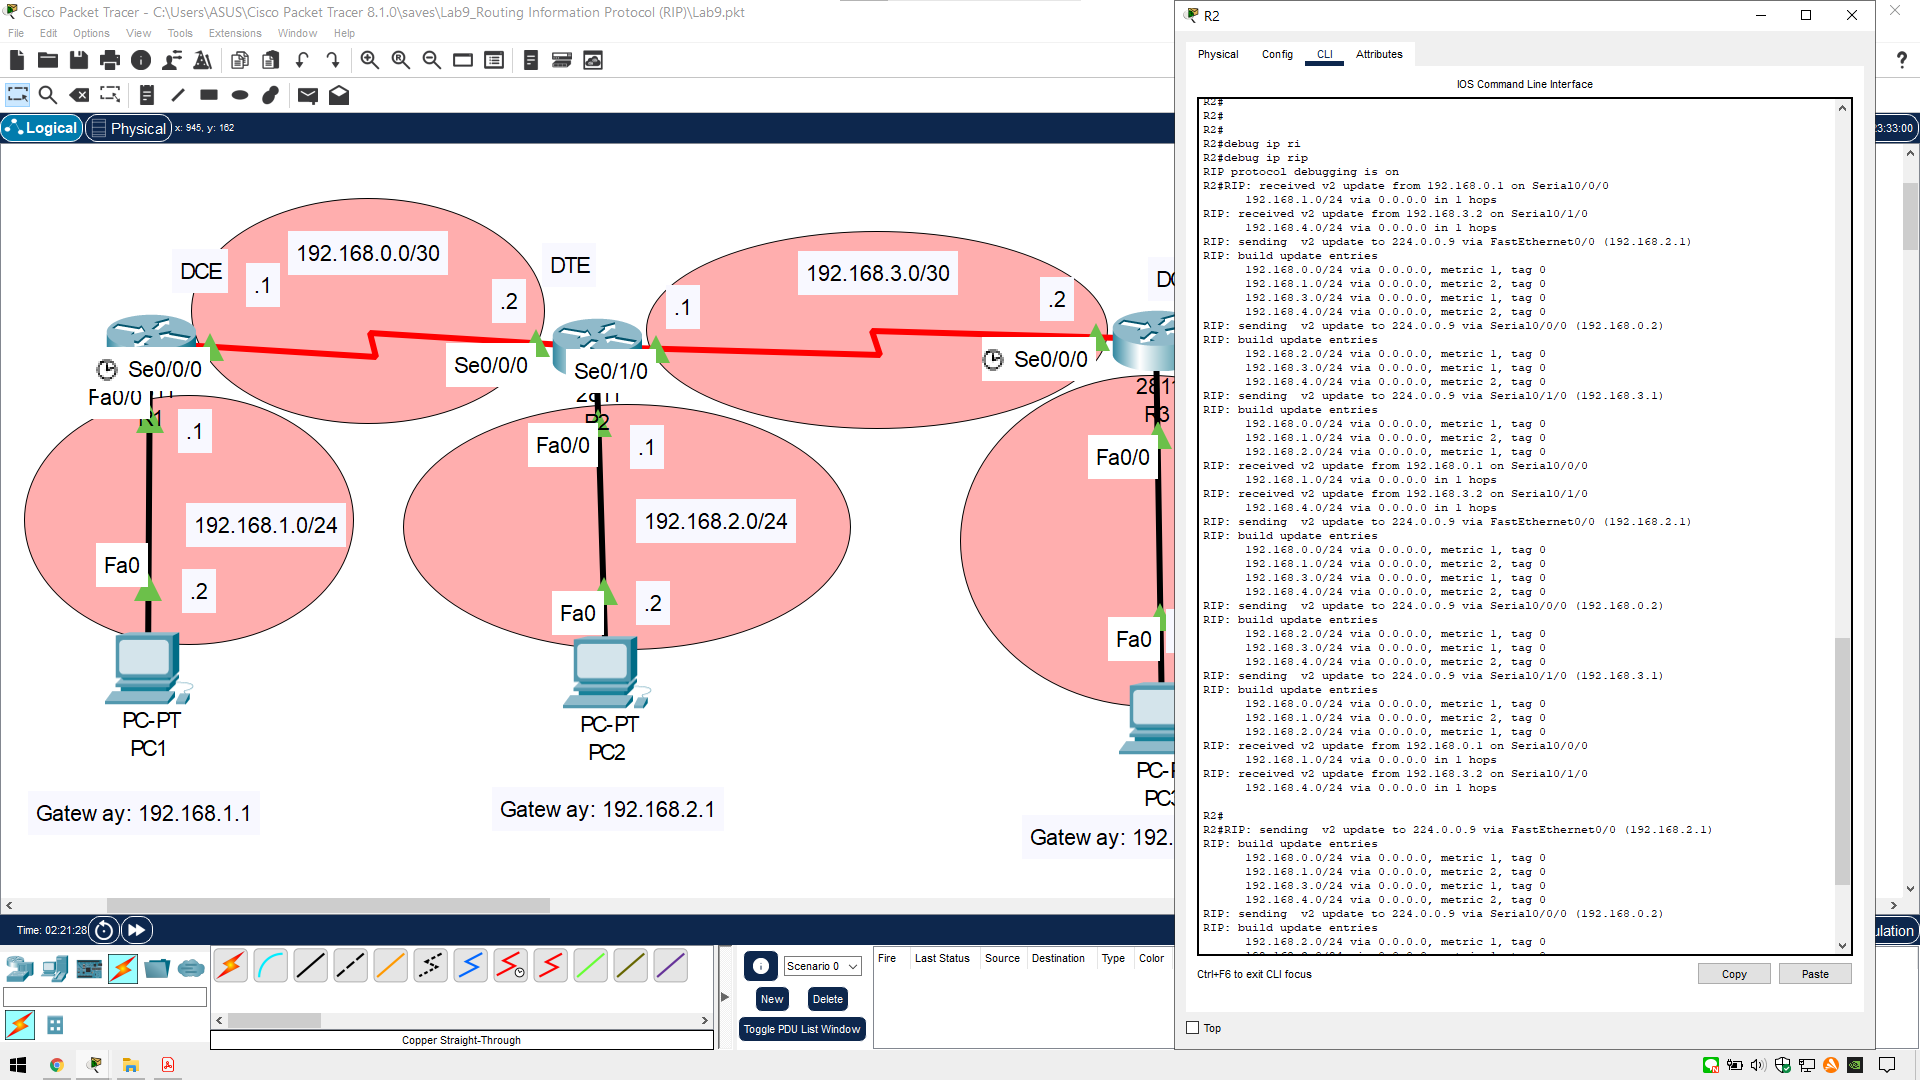 Cisco Packet Tracer - C:\Users\ASUS\Cisco Packet Tracer 8.1.0\saves\Lab9_Routing Information Protocol (RIP)\Lab9.pkt
File Edit Options View Tools Extensions Window Help
Logical Physical x: 945, y: 162
23:33:00
DCE
192.168.0.0/30
DTE
.1
.2
192.168.3.0/30
.1
.2
Se0/0/0
Se0/0/0
Se0/1/0
Se0/0/0
Fa0/0
R1
2811
R2
2811
R3
.1
Fa0/0
.1
Fa0/0
192.168.1.0/24
192.168.2.0/24
Fa0
.2
Fa0
.2
Fa0
PC-PT
PC1
PC-PT
PC2
Gatew ay: 192.168.1.1
Gatew ay: 192.168.2.1
Gatew ay: 192.
Time: 02:21:28
Scenario 0
New Delete
Toggle PDU List Window
Fire Last Status Source Destination Type Color
Copper Straight-Through
R2
Physical Config CLI Attributes
IOS Command Line Interface
R2#
R2#
R2#
R2#debug ip ri
R2#debug ip rip
RIP protocol debugging is on
R2#RIP: received v2 update from 192.168.0.1 on Serial0/0/0
192.168.1.0/24 via 0.0.0.0 in 1 hops
RIP: received v2 update from 192.168.3.2 on Serial0/1/0
192.168.4.0/24 via 0.0.0.0 in 1 hops
RIP: sending  v2 update to 224.0.0.9 via FastEthernet0/0 (192.168.2.1)
RIP: build update entries
192.168.0.0/24 via 0.0.0.0, metric 1, tag 0
192.168.1.0/24 via 0.0.0.0, metric 2, tag 0
192.168.3.0/24 via 0.0.0.0, metric 1, tag 0
192.168.4.0/24 via 0.0.0.0, metric 2, tag 0
RIP: sending  v2 update to 224.0.0.9 via Serial0/0/0 (192.168.0.2)
RIP: build update entries
192.168.2.0/24 via 0.0.0.0, metric 1, tag 0
192.168.3.0/24 via 0.0.0.0, metric 1, tag 0
192.168.4.0/24 via 0.0.0.0, metric 2, tag 0
RIP: sending  v2 update to 224.0.0.9 via Serial0/1/0 (192.168.3.1)
RIP: build update entries
192.168.0.0/24 via 0.0.0.0, metric 1, tag 0
192.168.1.0/24 via 0.0.0.0, metric 2, tag 0
192.168.2.0/24 via 0.0.0.0, metric 1, tag 0
RIP: received v2 update from 192.168.0.1 on Serial0/0/0
192.168.1.0/24 via 0.0.0.0 in 1 hops
RIP: received v2 update from 192.168.3.2 on Serial0/1/0
192.168.4.0/24 via 0.0.0.0 in 1 hops
RIP: sending  v2 update to 224.0.0.9 via FastEthernet0/0 (192.168.2.1)
RIP: build update entries
192.168.0.0/24 via 0.0.0.0, metric 1, tag 0
192.168.1.0/24 via 0.0.0.0, metric 2, tag 0
192.168.3.0/24 via 0.0.0.0, metric 1, tag 0
192.168.4.0/24 via 0.0.0.0, metric 2, tag 0
RIP: sending  v2 update to 224.0.0.9 via Serial0/0/0 (192.168.0.2)
RIP: build update entries
192.168.2.0/24 via 0.0.0.0, metric 1, tag 0
192.168.3.0/24 via 0.0.0.0, metric 1, tag 0
192.168.4.0/24 via 0.0.0.0, metric 2, tag 0
RIP: sending  v2 update to 224.0.0.9 via Serial0/1/0 (192.168.3.1)
RIP: build update entries
192.168.0.0/24 via 0.0.0.0, metric 1, tag 0
192.168.1.0/24 via 0.0.0.0, metric 2, tag 0
192.168.2.0/24 via 0.0.0.0, metric 1, tag 0
RIP: received v2 update from 192.168.0.1 on Serial0/0/0
192.168.1.0/24 via 0.0.0.0 in 1 hops
RIP: received v2 update from 192.168.3.2 on Serial0/1/0
192.168.4.0/24 via 0.0.0.0 in 1 hops
R2#
R2#RIP: sending  v2 update to 224.0.0.9 via FastEthernet0/0 (192.168.2.1)
RIP: build update entries
192.168.0.0/24 via 0.0.0.0, metric 1, tag 0
192.168.1.0/24 via 0.0.0.0, metric 2, tag 0
192.168.3.0/24 via 0.0.0.0, metric 1, tag 0
192.168.4.0/24 via 0.0.0.0, metric 2, tag 0
RIP: sending  v2 update to 224.0.0.9 via Serial0/0/0 (192.168.0.2)
RIP: build update entries
192.168.2.0/24 via 0.0.0.0, metric 1, tag 0
Ctrl+F6 to exit CLI focus
Copy Paste
Top